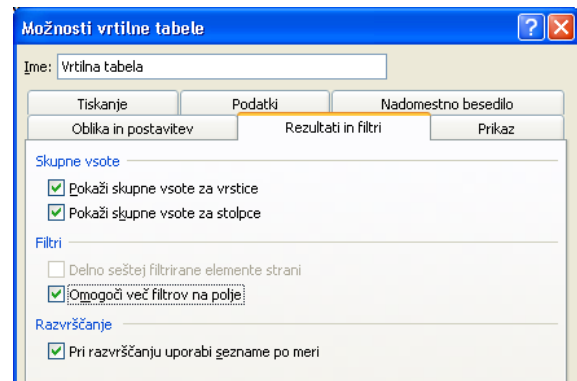 Možnosti vrtilne tabele
Ime: Vrtilna tabela
Tiskanje Podatki Nadomestno besedilo
Oblika in postavitev Rezultati in filtri Prikaz
Skupne vsote
Pokaži skupne vsote za vrstice
Pokaži skupne vsote za stolpce
Filtri
Delno seštej filtrirane elemente strani
Omogoči več filtrov na polje
Razvrščanje
Pri razvrščanju uporabi sezname po meri